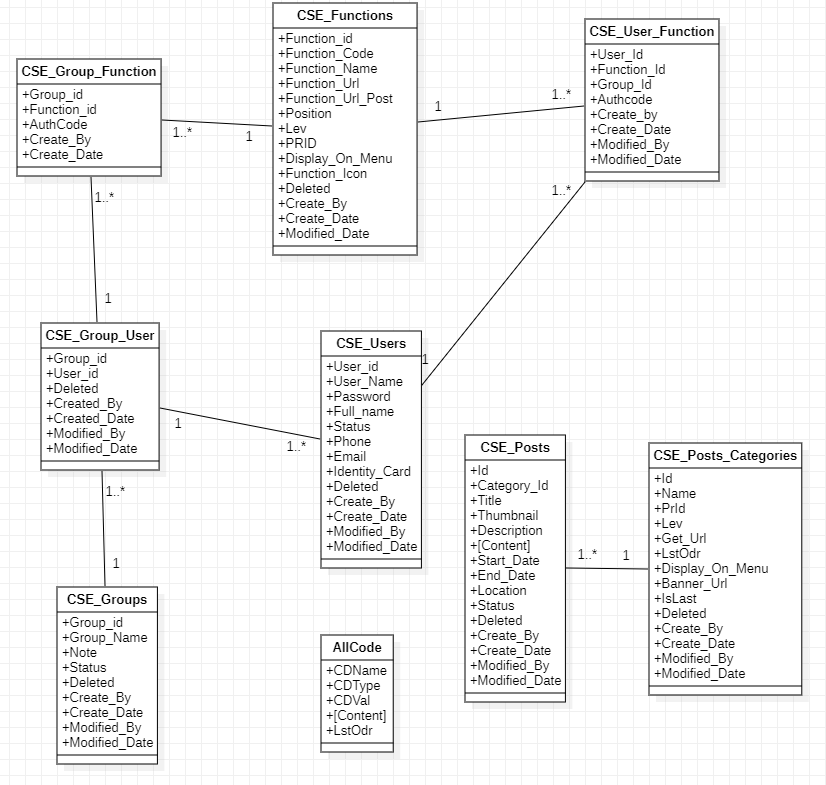 CSE_Functions
+Function_id
+Function_Code
+Function_Name
+Function_Url
+Function_Url_Post
+Position
+Lev
+PRID
+Display_On_Menu
+Function_Icon
+Deleted
+Create_By
+Create_Date
+Modified_Date
CSE_User_Function
+User_Id
+Function_Id
+Group_Id
+Authcode
+Create_by
+Create_Date
+Modified_By
+Modified_Date
CSE_Group_Function
+Group_id
+Function_id
+AuthCode
+Create_By
+Create_Date
1..*
1
1
1..*
1..*
1
1..*
1
CSE_Group_User
+Group_id
+User_id
+Deleted
+Created_By
+Created_Date
+Modified_By
+Modified_Date
1
1..*
CSE_Users
+User_id
+User_Name
+Password
+Full_name
+Status
+Phone
+Email
+Identity_Card
+Deleted
+Create_By
+Create_Date
+Modified_By
+Modified_Date
1..*
1
CSE_Groups
+Group_id
+Group_Name
+Note
+Status
+Deleted
+Create_By
+Create_Date
+Modified_By
+Modified_Date
AllCode
+CDName
+CDType
+CDVal
+[Content]
+LstOdr
CSE_Posts
+Id
+Category_Id
+Title
+Thumbnail
+Description
+[Content]
+Start_Date
+End_Date
+Location
+Status
+Deleted
+Create_By
+Create_Date
+Modified_By
+Modified_Date
1..*
1
CSE_Posts_Categories
+Id
+Name
+PrId
+Lev
+Get_Url
+LstOdr
+Display_On_Menu
+Banner_Url
+IsLast
+Deleted
+Create_By
+Create_Date
+Modified_By
+Modified_Date